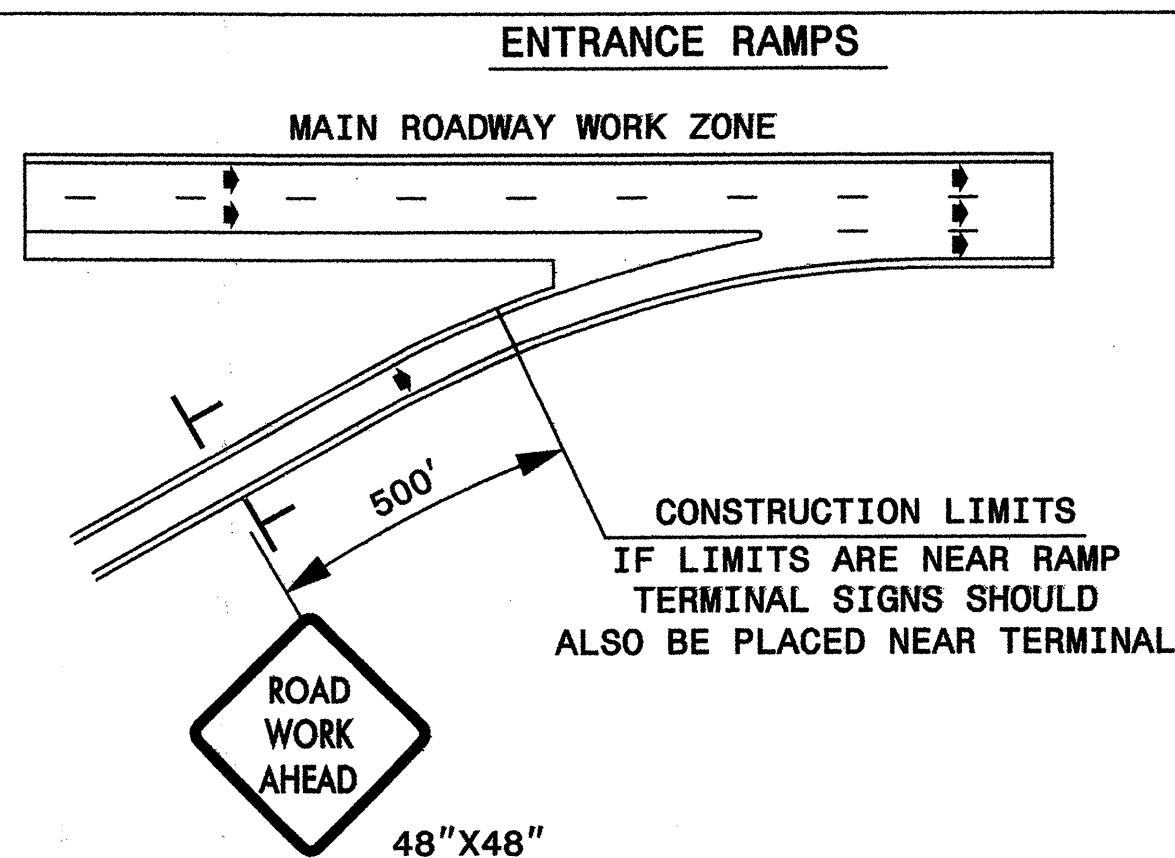 ENTRANCE RAMPS
MAIN ROADWAY WORK ZONE
500'
CONSTRUCTION LIMITS
IF LIMITS ARE NEAR RAMP
TERMINAL SIGNS SHOULD
ALSO BE PLACED NEAR TERMINAL
ROAD
WORK
AHEAD
48"X48"